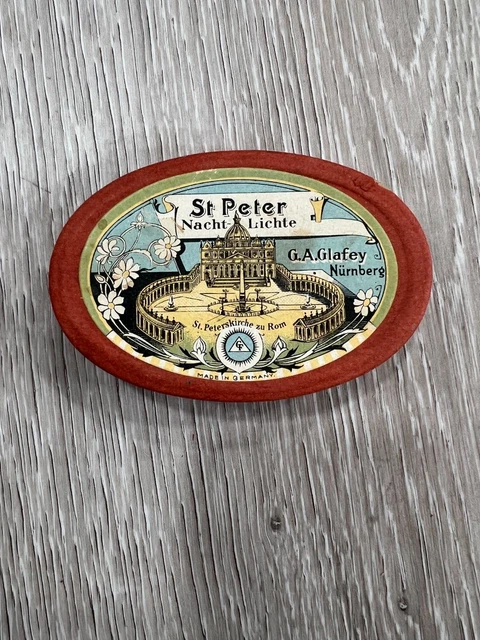 St. Peter
Nacht-Lichte
G.A.Glafey
Nürnberg
St. Peterskirche zu Rom
MADE IN GERMANY.